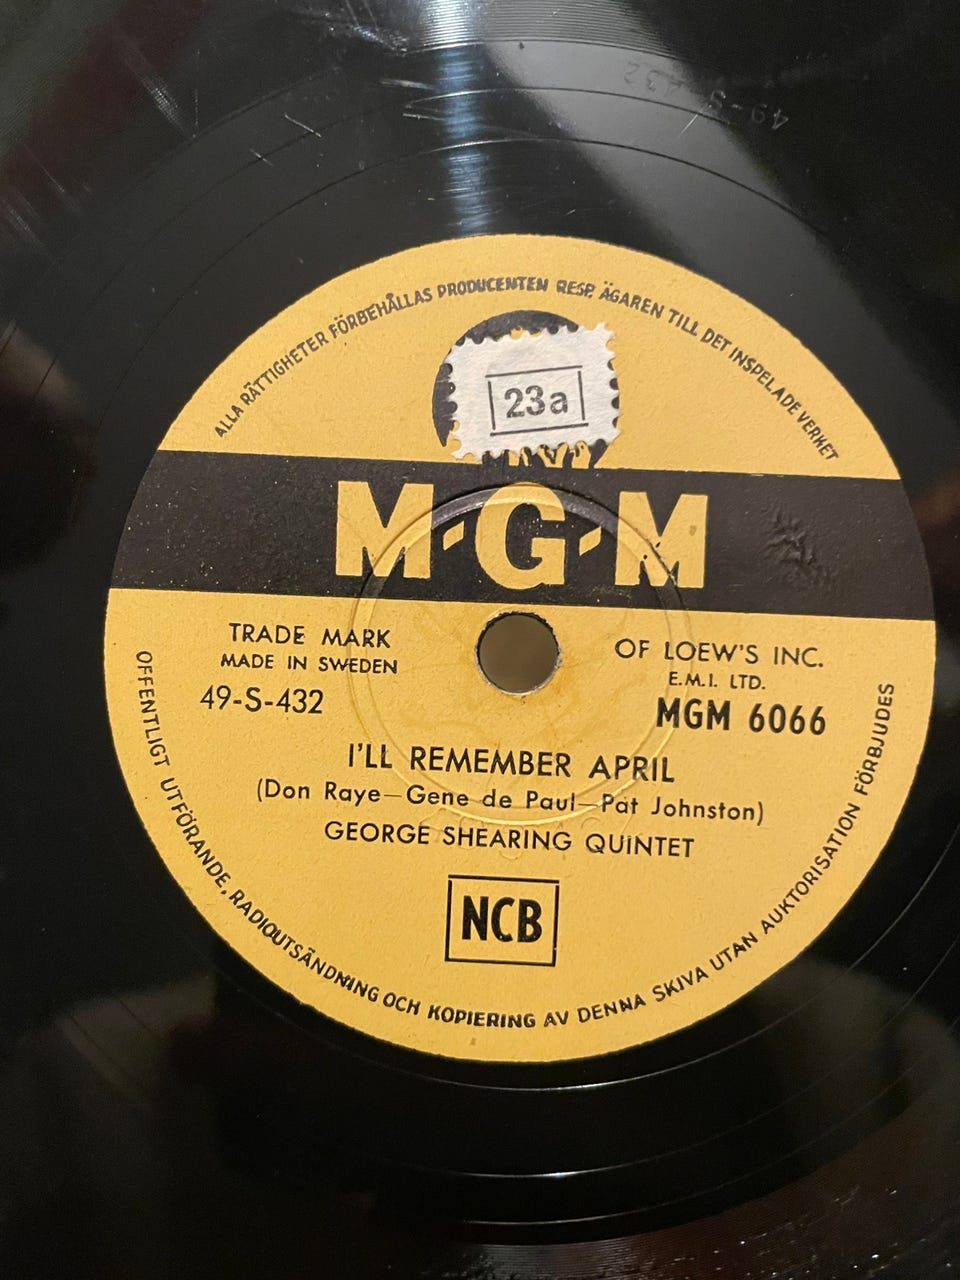 49-S-432
ALLA RÄTTIGHETER FÖRBEHÅLLAS PRODUCENTEN RESP. ÄGAREN TILL DET INSPELADE VERKET
23a
M-G-M
TRADE MARK
MADE IN SWEDEN
49-S-432
OF LOEW'S INC.
E.M.I. LTD.
MGM 6066
I'LL REMEMBER APRIL
(Don Raye—Gene de Paul—Pat Johnston)
GEORGE SHEARING QUINTET
NCB
OFFENTLIGT UTFÖRANDE, RADIOUTSÄNDNING OCH KOPIERING AV DENNA SKIVA UTAN AUKTORISATION FÖRBJUDES